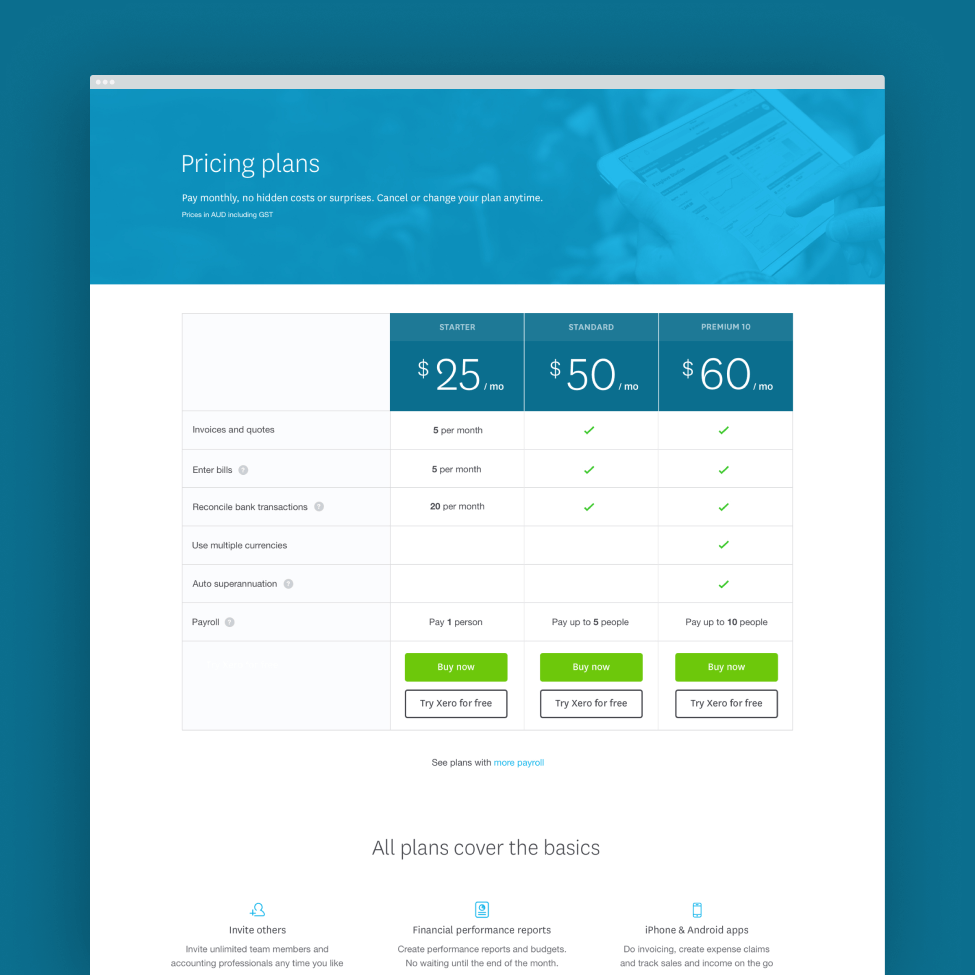 Pricing plans
Pay monthly, no hidden costs or surprises. Cancel or change your plan anytime.
Prices in AUD including GST
STARTER STANDARD PREMIUM 10
$25 / mo $50 / mo $60 / mo
Invoices and quotes 5 per month ✓ ✓
Enter bills ? 5 per month ✓ ✓
Reconcile bank transactions ? 20 per month ✓ ✓
Use multiple currencies ✓
Auto superannuation ? ✓
Payroll ? Pay 1 person Pay up to 5 people Pay up to 10 people
Buy now Buy now Buy now
Try Xero for free Try Xero for free Try Xero for free
See plans with more payroll
All plans cover the basics
Invite others Financial performance reports iPhone & Android apps
Invite unlimited team members and Create performance reports and budgets. Do invoicing, create expense claims
accounting professionals any time you like No waiting until the end of the month. and track sales and income on the go